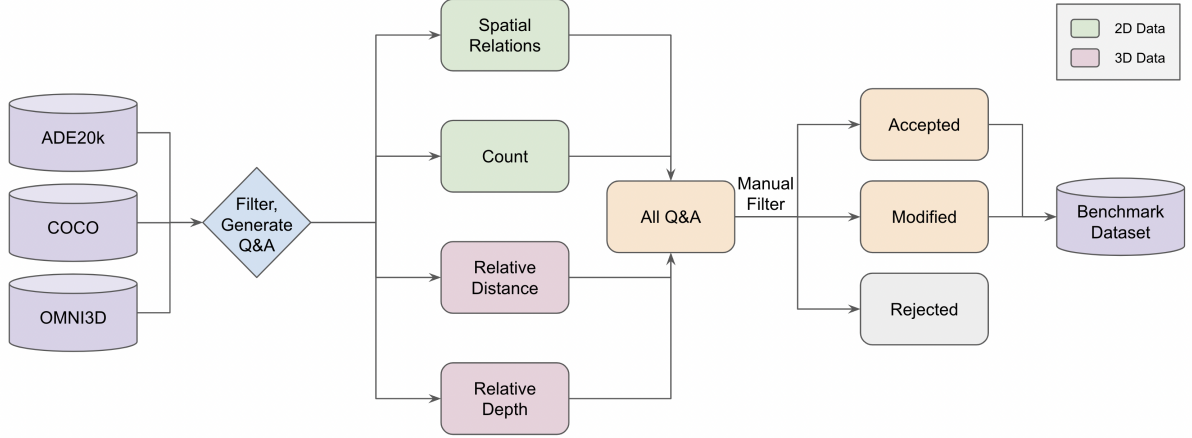 ADE20k
COCO
OMNI3D
Filter,
Generate
Q&A
Spatial
Relations
Count
Relative
Distance
Relative
Depth
All Q&A
Manual
Filter
Accepted
Modified
Rejected
Benchmark
Dataset
2D Data
3D Data